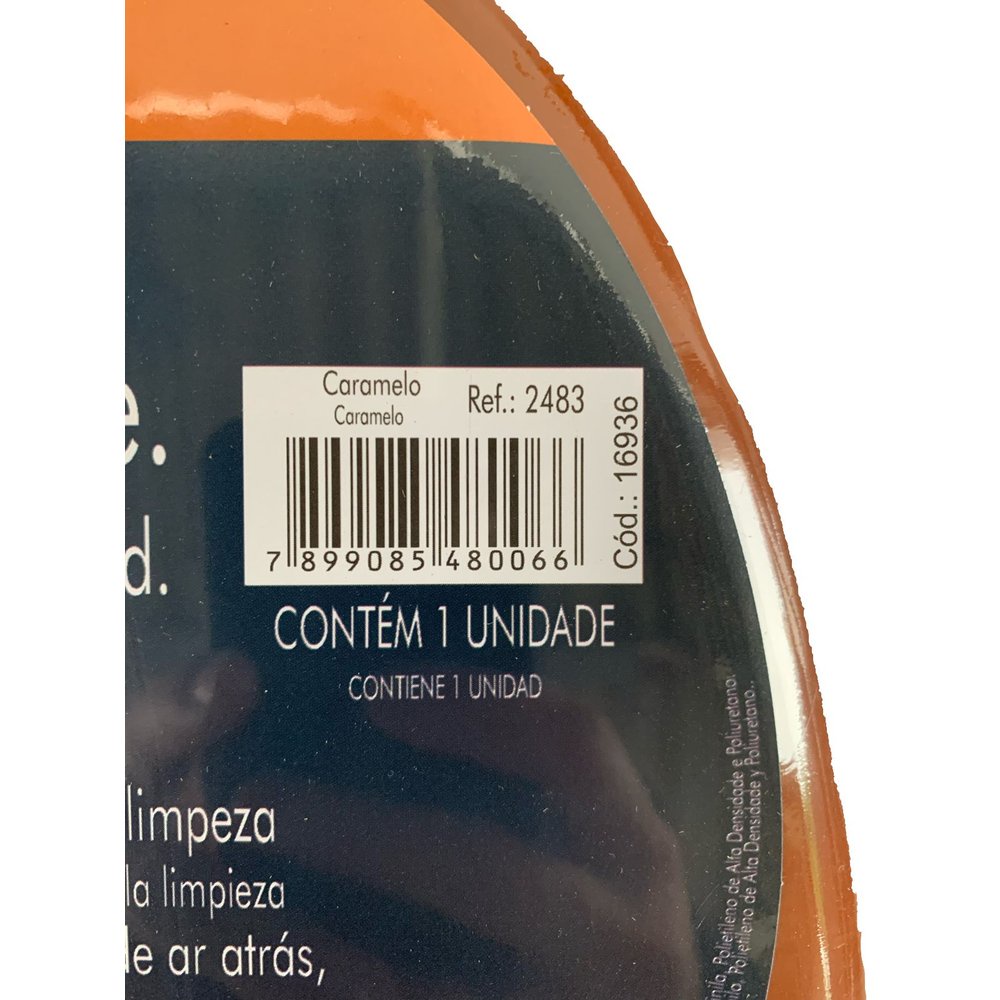 e.
d.
Caramelo
Caramelo
Ref.: 2483
Cód.: 16936
7 899085 480066
CONTÉM 1 UNIDADE
CONTIENE 1 UNIDAD
limpeza
la limpieza
de ar atrás,
Polietileno de Alta Densidade e Poliuretano.
Polietileno de Alta Densidade y Poliuretano..